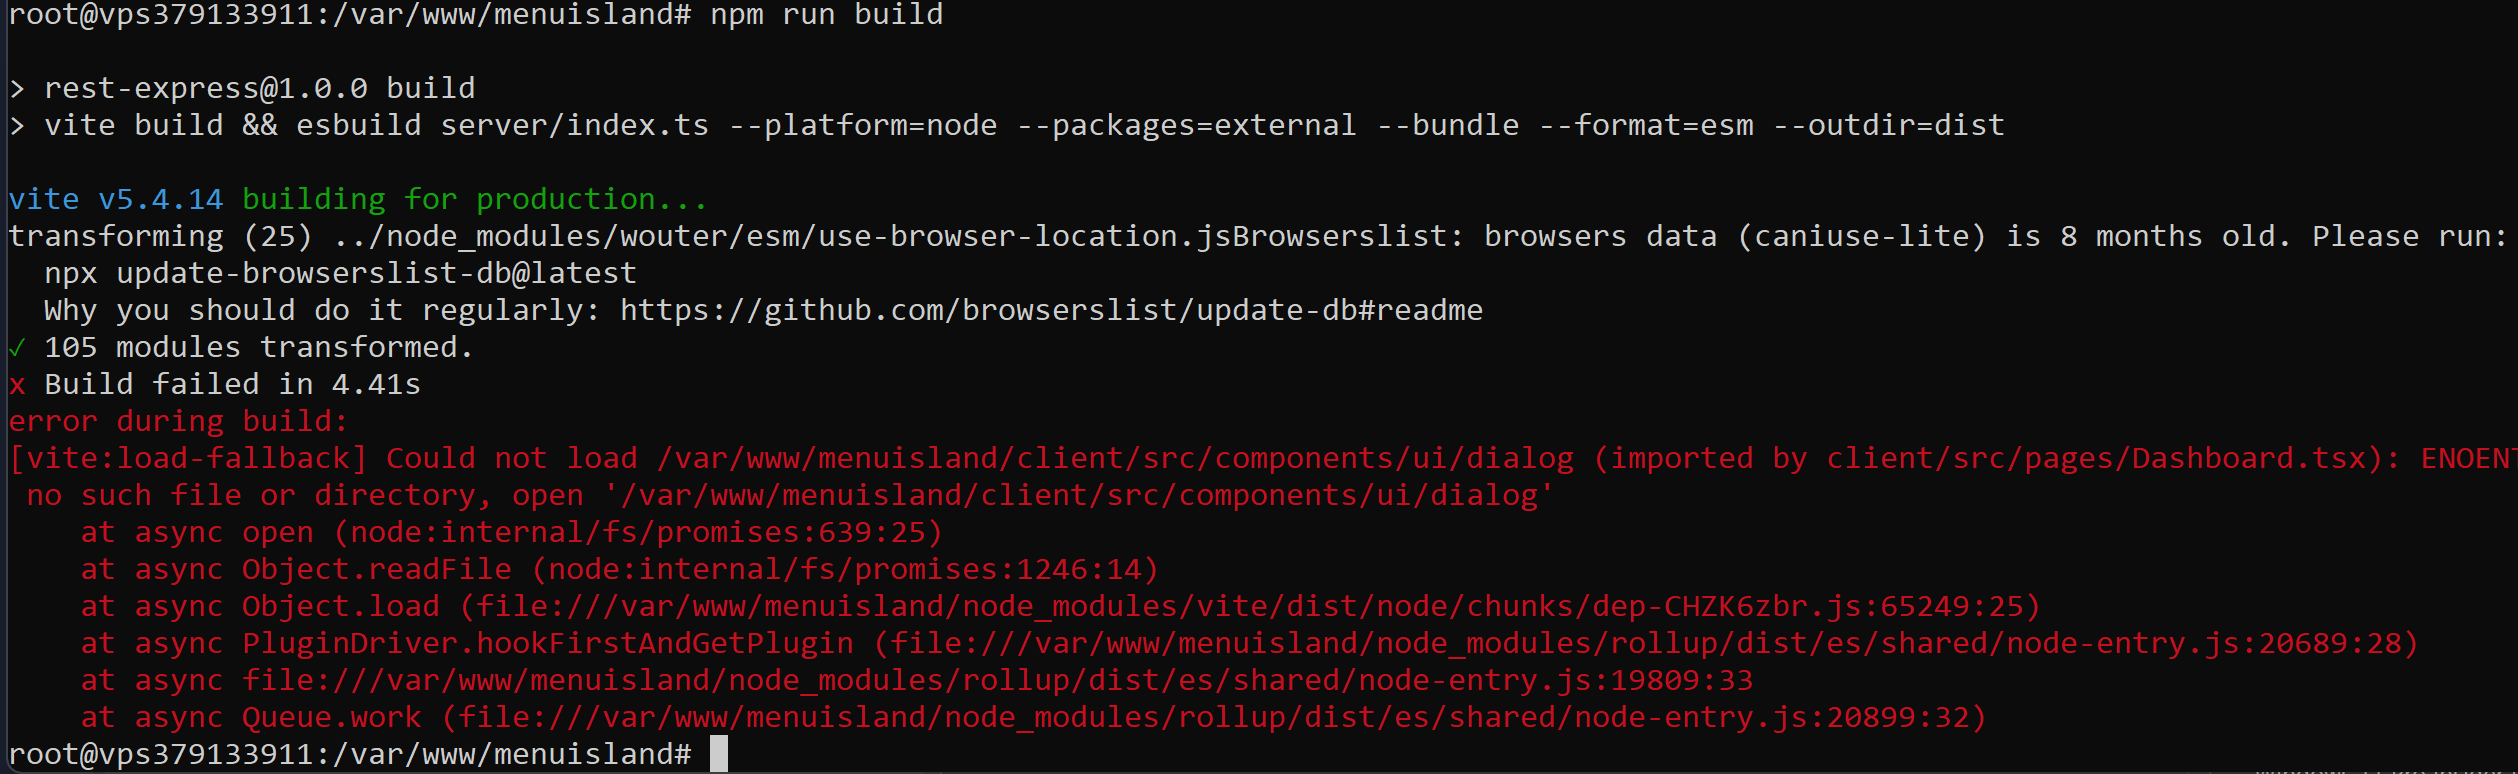 root@vps379133911:/var/www/menuisland# npm run build
> rest-express@1.0.0 build
> vite build && esbuild server/index.ts --platform=node --packages=external --bundle --format=esm --outdir=dist
vite v5.4.14 building for production...
transforming (25) ../node_modules/wouter/esm/use-browser-location.jsBrowserslist: browsers data (caniuse-lite) is 8 months old. Please run:
npx update-browserslist-db@latest
Why you should do it regularly: https://github.com/browserslist/update-db#readme
✓ 105 modules transformed.
x Build failed in 4.41s
error during build:
[vite:load-fallback] Could not load /var/www/menuisland/client/src/components/ui/dialog (imported by client/src/pages/Dashboard.tsx): ENOENT
no such file or directory, open '/var/www/menuisland/client/src/components/ui/dialog'
at async open (node:internal/fs/promises:639:25)
at async Object.readFile (node:internal/fs/promises:1246:14)
at async Object.load (file:///var/www/menuisland/node_modules/vite/dist/node/chunks/dep-CHZK6zbr.js:65249:25)
at async PluginDriver.hookFirstAndGetPlugin (file:///var/www/menuisland/node_modules/rollup/dist/es/shared/node-entry.js:20689:28)
at async file:///var/www/menuisland/node_modules/rollup/dist/es/shared/node-entry.js:19809:33
at async Queue.work (file:///var/www/menuisland/node_modules/rollup/dist/es/shared/node-entry.js:20899:32)
root@vps379133911:/var/www/menuisland#